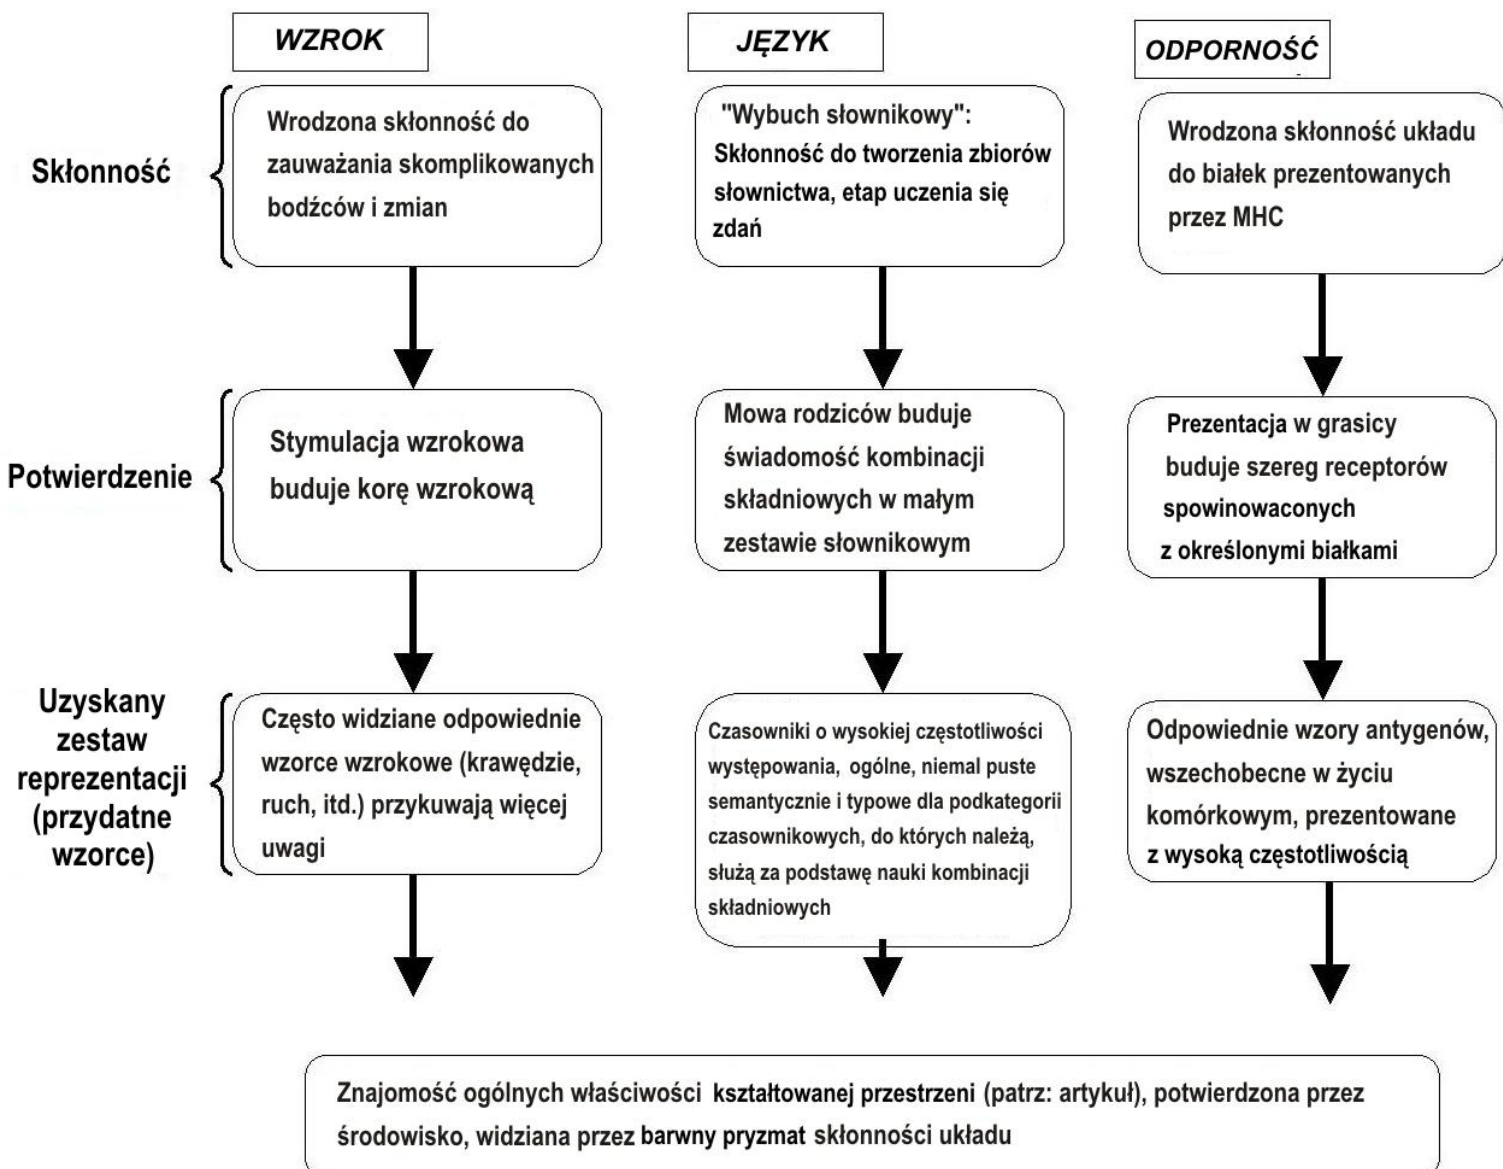 WZROK
JĘZYK
ODPORNOŚĆ
Skłonność
Wrodzona skłonność do
zauważania skomplikowanych
bodźców i zmian
"Wybuch słownikowy":
Skłonność do tworzenia zbiorów
słownictwa, etap uczenia się
zdań
Wrodzona skłonność układu
do białek prezentowanych
przez MHC
Potwierdzenie
Stymulacja wzrokowa
buduje korę wzrokową
Mowa rodziców buduje
świadomość kombinacji
składniowych w małym
zestawie słownikowym
Prezentacja w grasicy
buduje szereg receptorów
spowinowaconych
z określonymi białkami
Uzyskany
zestaw
reprezentacji
(przydatne
wzorce)
Często widziane odpowiednie
wzorce wzrokowe (krawędzie,
ruch, itd.) przykuwają więcej
uwagi
Czasowniki o wysokiej częstotliwości
występowania, ogólne, niemal puste
semantycznie i typowe dla podkategorii
czasownikowych, do których należą,
służą za podstawę nauki kombinacji
składniowych
Odpowiednie wzory antygenów,
wszechobecne w życiu
komórkowym, prezentowane
z wysoką częstotliwością
Znajomość ogólnych właściwości kształtowanej przestrzeni (patrz: artykuł), potwierdzona przez
środowisko, widziana przez barwny pryzmat skłonności układu